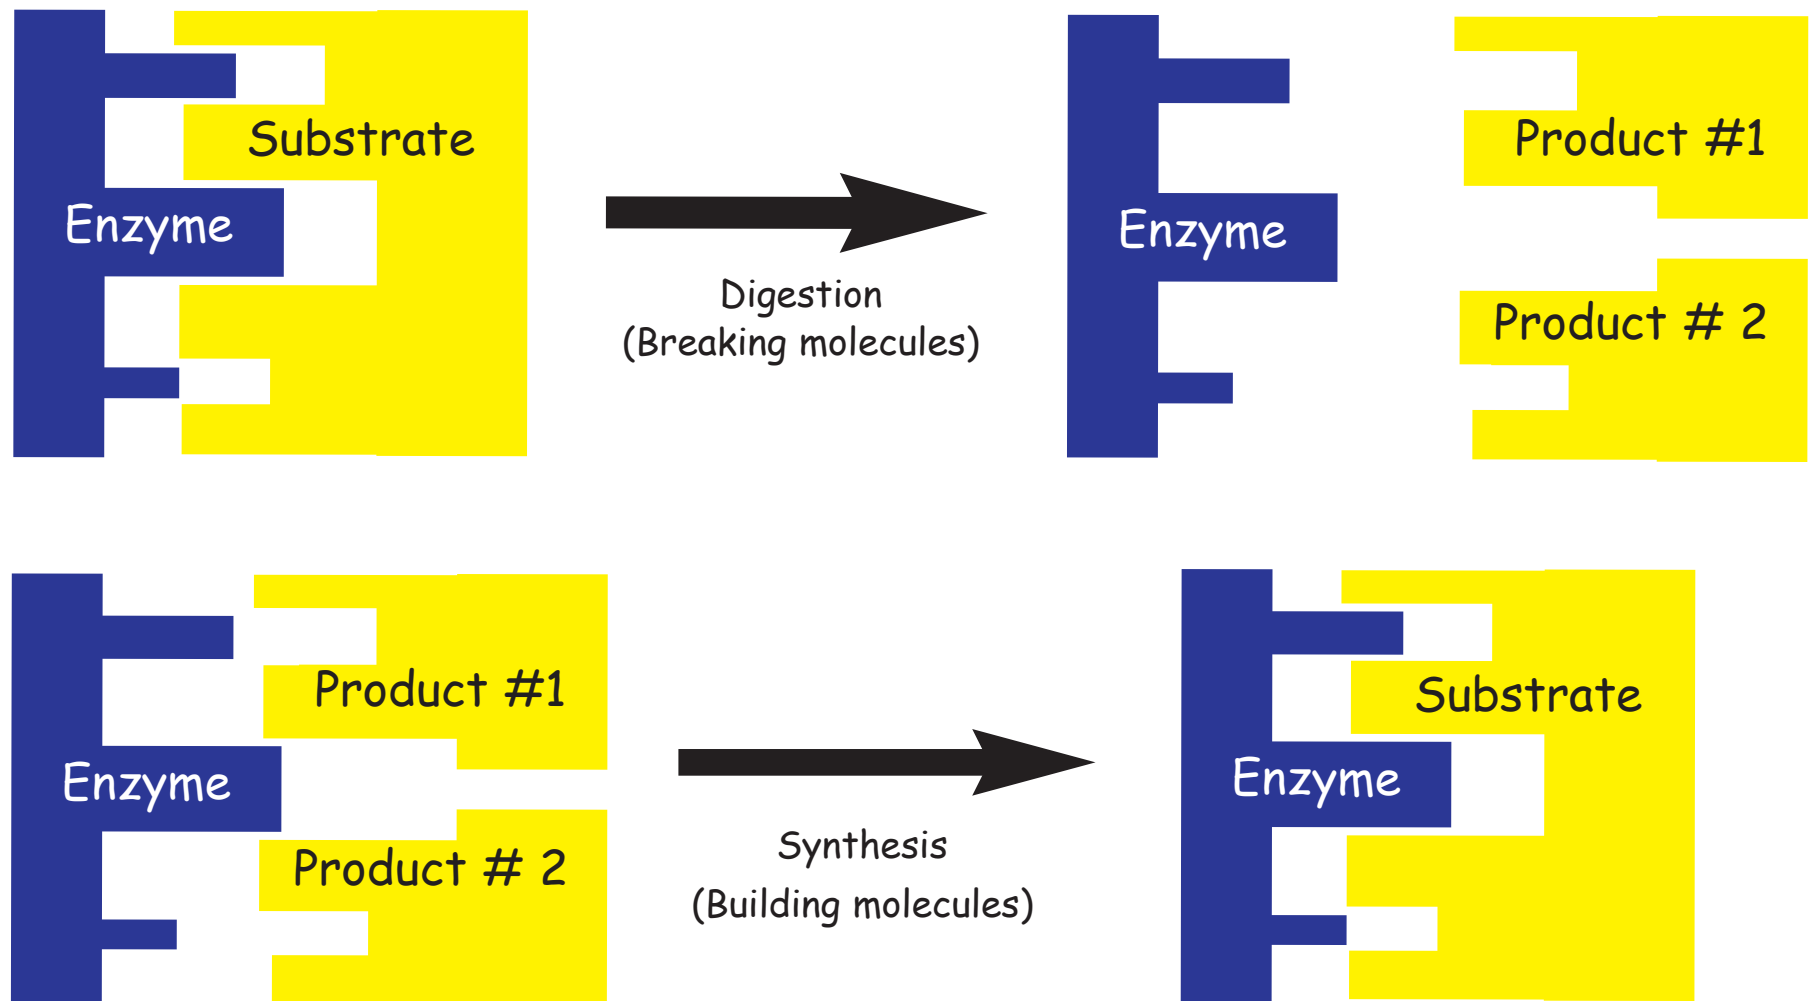 Substrate
Enzyme
Digestion
(Breaking molecules)
Enzyme
Product #1
Product # 2
Product #1
Enzyme
Product # 2
Synthesis
(Building molecules)
Substrate
Enzyme